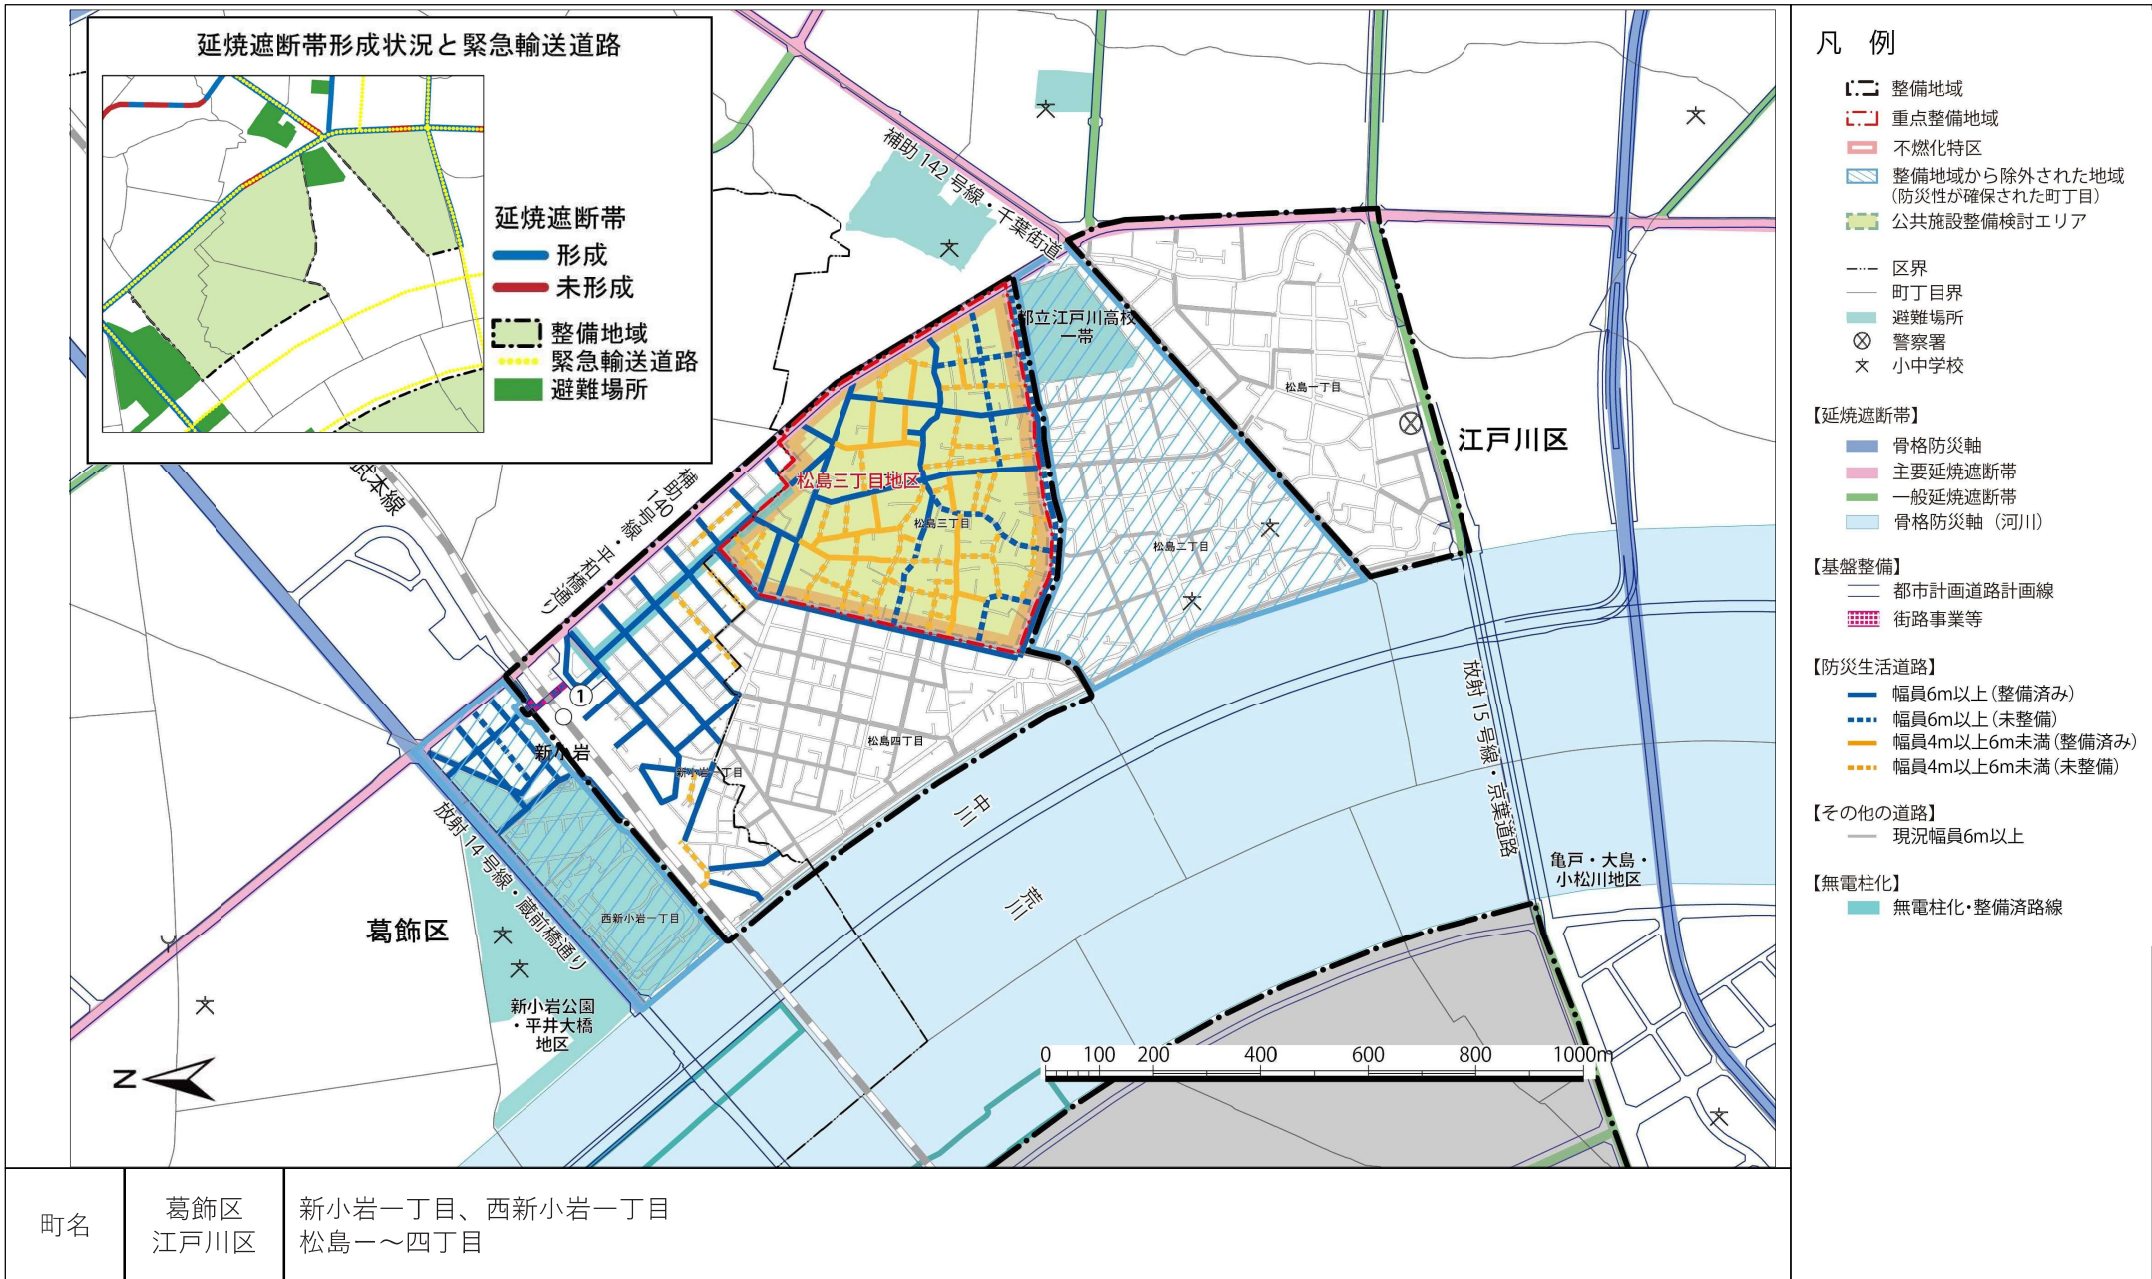 延焼遮断帯形成状況と緊急輸送道路
延焼遮断帯
形成
未形成
整備地域
緊急輸送道路
避難場所
補助142号線・千葉街道
都立江戸川高校
一帯
松島一丁目
江戸川区
松島三丁目地区
松島三丁目
松島二丁目
武本線
補助140号線・平和橋通り
①
新小岩
新小岩一丁目
松島四丁目
放射14号線・蔵前橋通り
西新小岩一丁目
葛飾区
新小岩公園
・平井大橋
地区
中川
荒川
放射15号線・京葉道路
亀戸・大島・
小松川地区
N
0 100 200 400 600 800 1000m
凡 例
整備地域
重点整備地域
不燃化特区
整備地域から除外された地域
(防災性が確保された町丁目)
公共施設整備検討エリア
区界
町丁目界
避難場所
警察署
文 小中学校
【延焼遮断帯】
骨格防災軸
主要延焼遮断帯
一般延焼遮断帯
骨格防災軸（河川）
【基盤整備】
都市計画道路計画線
街路事業等
【防災生活道路】
幅員6m以上(整備済み)
幅員6m以上(未整備)
幅員4m以上6m未満(整備済み)
幅員4m以上6m未満(未整備)
【その他の道路】
現況幅員6m以上
【無電柱化】
無電柱化・整備済路線
町名
葛飾区
新小岩一丁目、西新小岩一丁目
江戸川区
松島一～四丁目